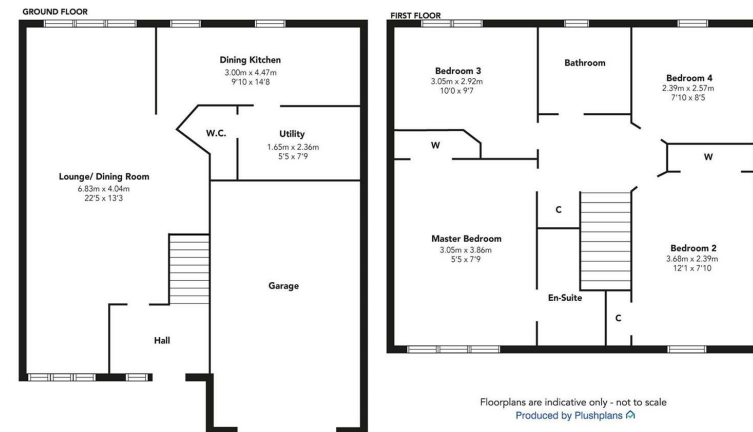 GROUND FLOOR
Dining Kitchen
3.00m x 4.47m
9'10 x 14'8
W.C.
Utility
1.65m x 2.36m
5'5 x 7'9
Lounge/ Dining Room
6.83m x 4.04m
22'5 x 13'3
Garage
Hall
FIRST FLOOR
Bedroom 3
3.05m x 2.92m
10'0 x 9'7
Bathroom
Bedroom 4
2.39m x 2.57m
7'10 x 8'5
W
W
C
Master Bedroom
3.05m x 3.86m
5'5 x 7'9
Bedroom 2
3.68m x 2.39m
12'1 x 7'10
En-Suite
C
Floorplans are indicative only - not to scale
Produced by Plushplans